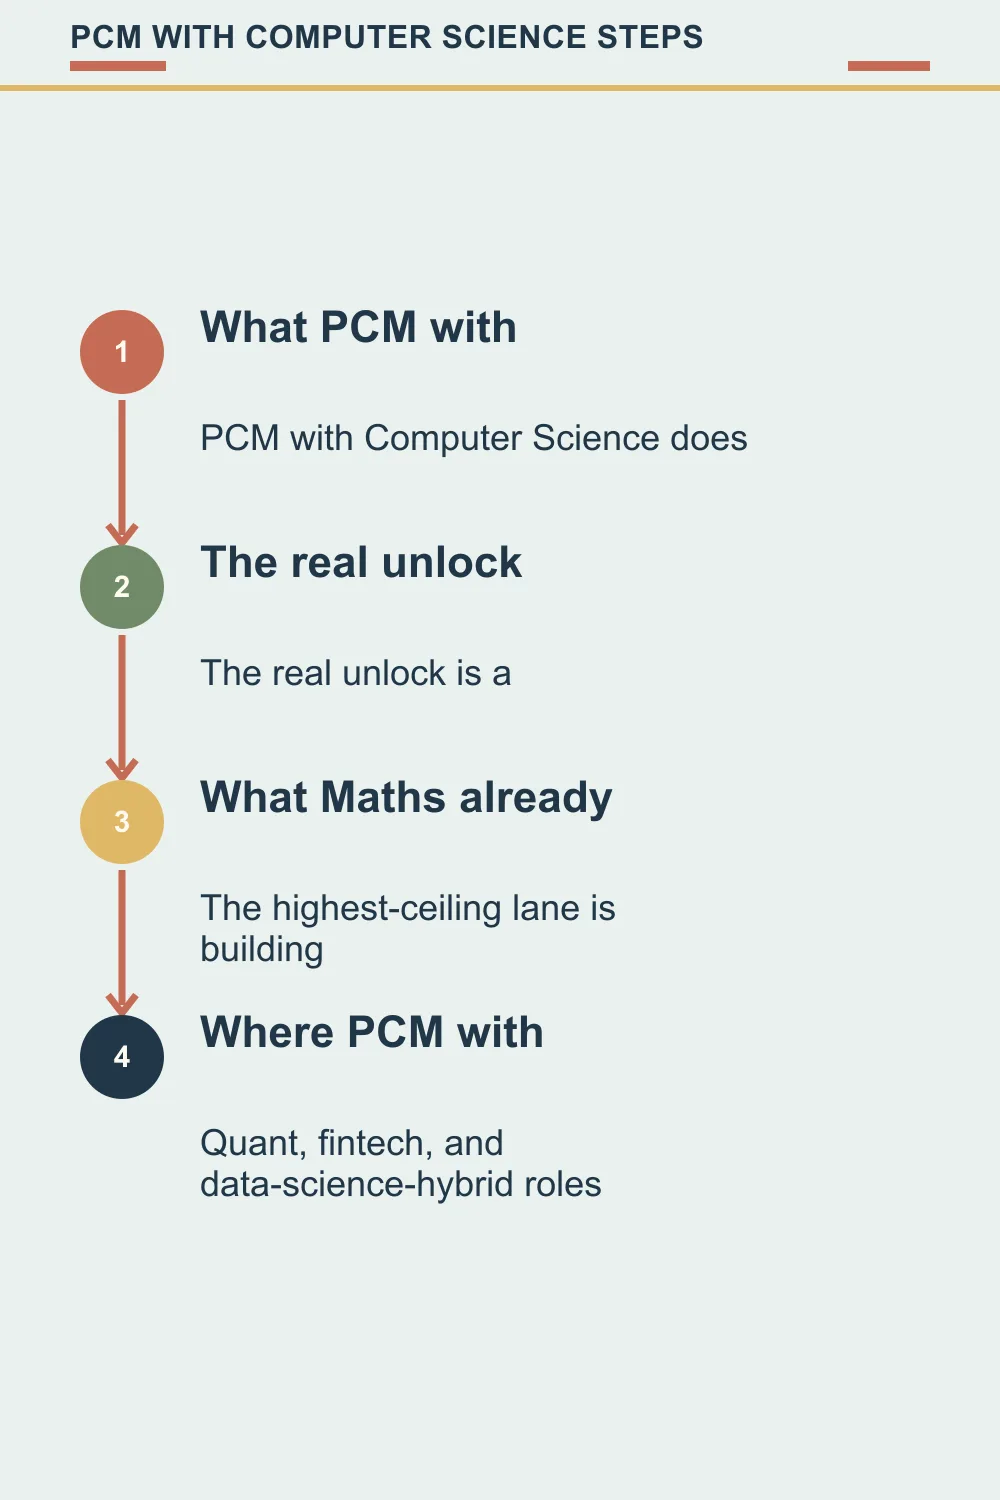 PCM WITH COMPUTER SCIENCE STEPS
1
What PCM with
PCM with Computer Science does
2
The real unlock
The real unlock is a
3
What Maths already
The highest-ceiling lane is
building
4
Where PCM with
Quant, fintech, and
data-science-hybrid roles